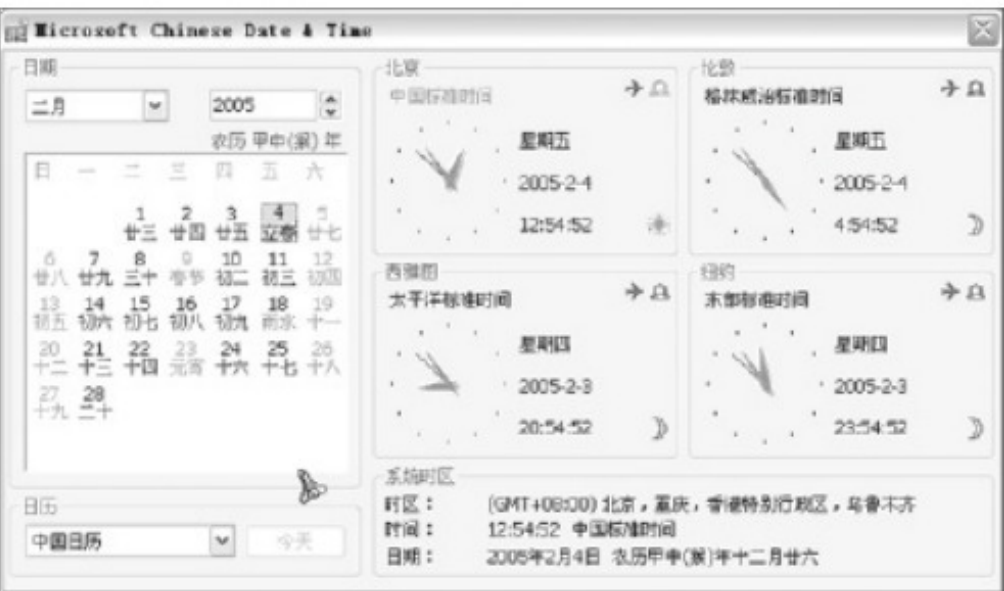 Microsoft Chinese Date & Time
日期
二月
2005
农历 甲申(猴) 年
日 一 二 三 四 五 六
1 2 3 4 5
廿三 廿四 廿五 立春 廿七
6 7 8 9 10 11 12
廿八 廿九 三十 春节 初二 初三 初四
13 14 15 16 17 18 19
初五 初六 初七 初八 初九 雨水 十一
20 21 22 23 24 25 26
十二 十三 十四 元宵 十六 十七 十八
27 28
十九 二十
日历
中国日历
今天
北京
中国标准时间
星期五
2005-2-4
12:54:52
伦敦
格林威治标准时间
星期五
2005-2-4
4:54:52
西雅图
太平洋标准时间
星期四
2005-2-3
20:54:52
纽约
东部标准时间
星期四
2005-2-3
23:54:52
系统时区
时区： (GMT+08:00) 北京，重庆，香港特别行政区，乌鲁木齐
时间： 12:54:52 中国标准时间
日期： 2005年2月4日 农历甲申(猴)年十二月廿六